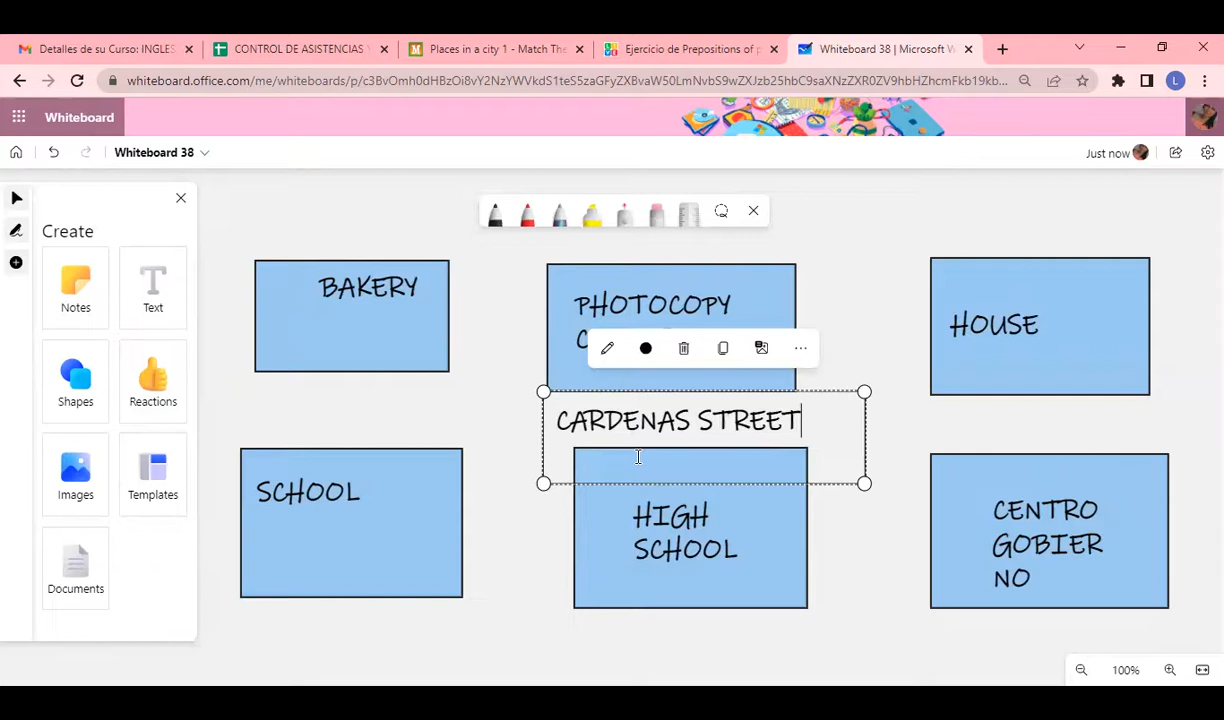 Detalles de su Curso: INGLES
CONTROL DE ASISTENCIAS
Places in a city 1 - Match The
Ejercicio de Prepositions of p
Whiteboard 38 | Microsoft W
Whiteboard
Whiteboard 38
Just now
Create
Notes
Text
Shapes
Reactions
Images
Templates
Documents
BAKERY
PHOTOCOPY
C
HOUSE
CARDENAS STREET
SCHOOL
HIGH
SCHOOL
CENTRO
GOBIER
NO
100%